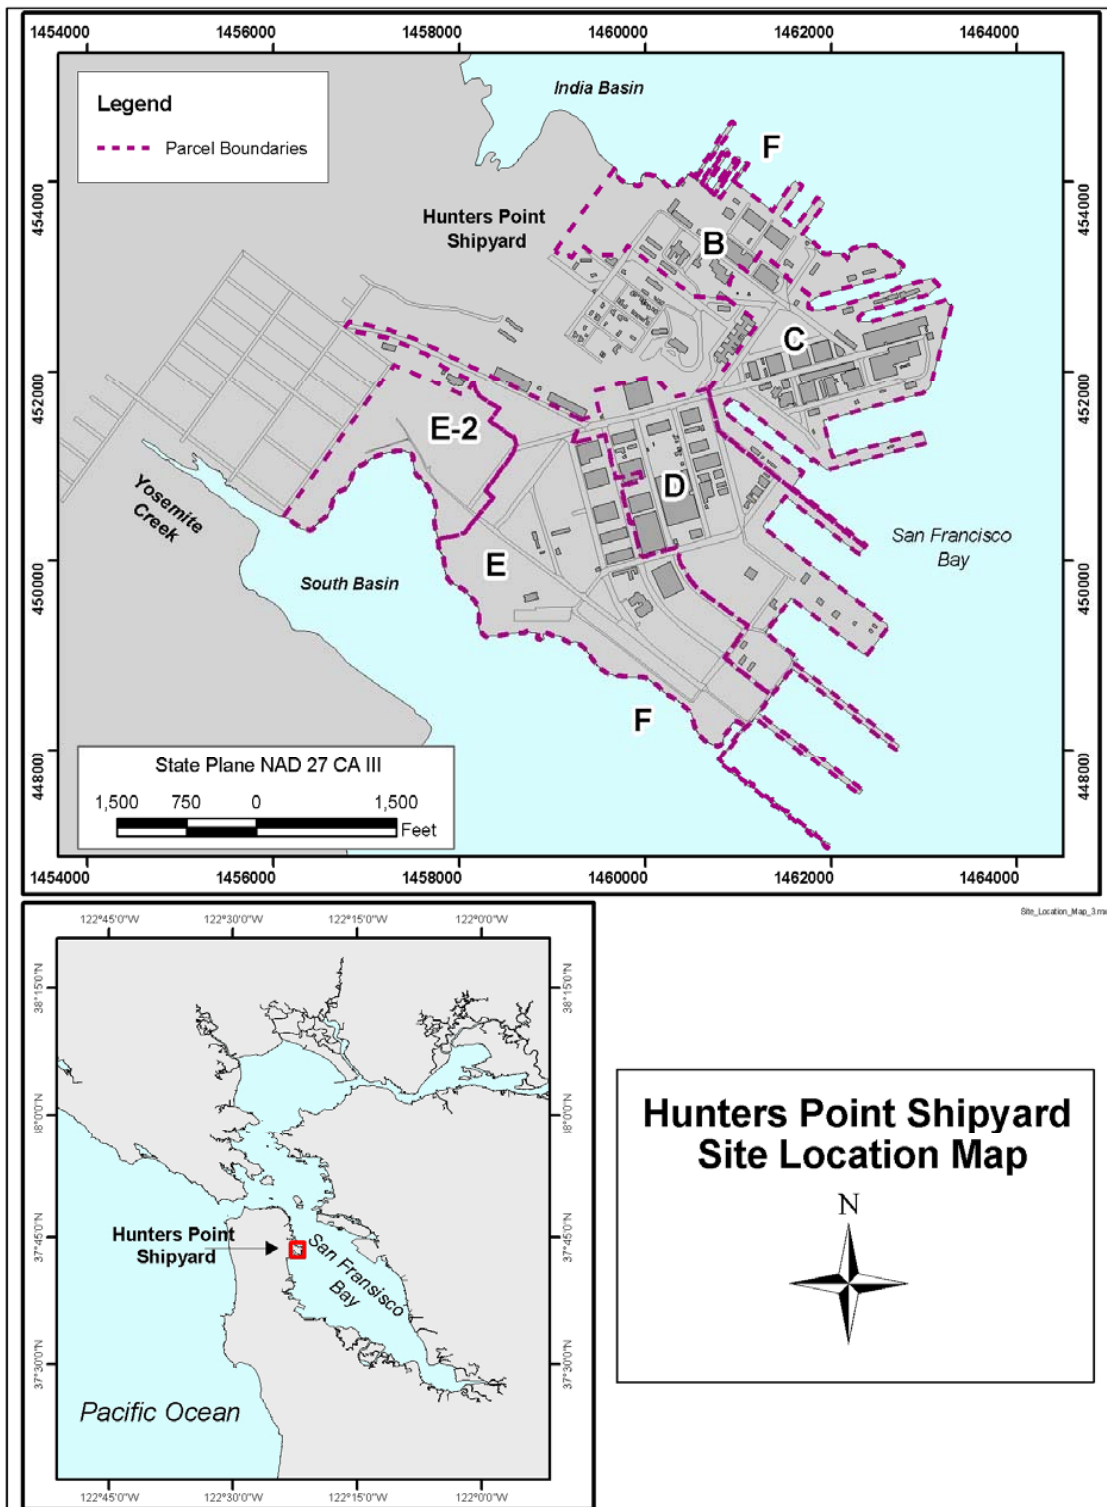 1454000 1456000 1458000 1460000 1462000 1464000
Legend
Parcel Boundaries
India Basin
F
454000
454000
Hunters Point
Shipyard
B
C
452000
452000
E-2
D
Yosemite
Creek
San Francisco
Bay
E
South Basin
450000
450000
F
448000
448000
State Plane NAD 27 CA III
1,500 750 0 1,500
Feet
1454000 1456000 1458000 1460000 1462000 1464000
Site_Location_Map_3
122°45'0"W 122°30'0"W 122°15'0"W 122°0'0"W
38°15'0"N
38°15'0"N
8°0'0"N
8°0'0"N
37°45'0"N
37°45'0"N
Hunters Point
Shipyard
San Fransisco
Bay
37°30'0"N
37°30'0"N
Pacific Ocean
122°45'0"W 122°30'0"W 122°15'0"W 122°0'0"W
Hunters Point Shipyard
Site Location Map
N